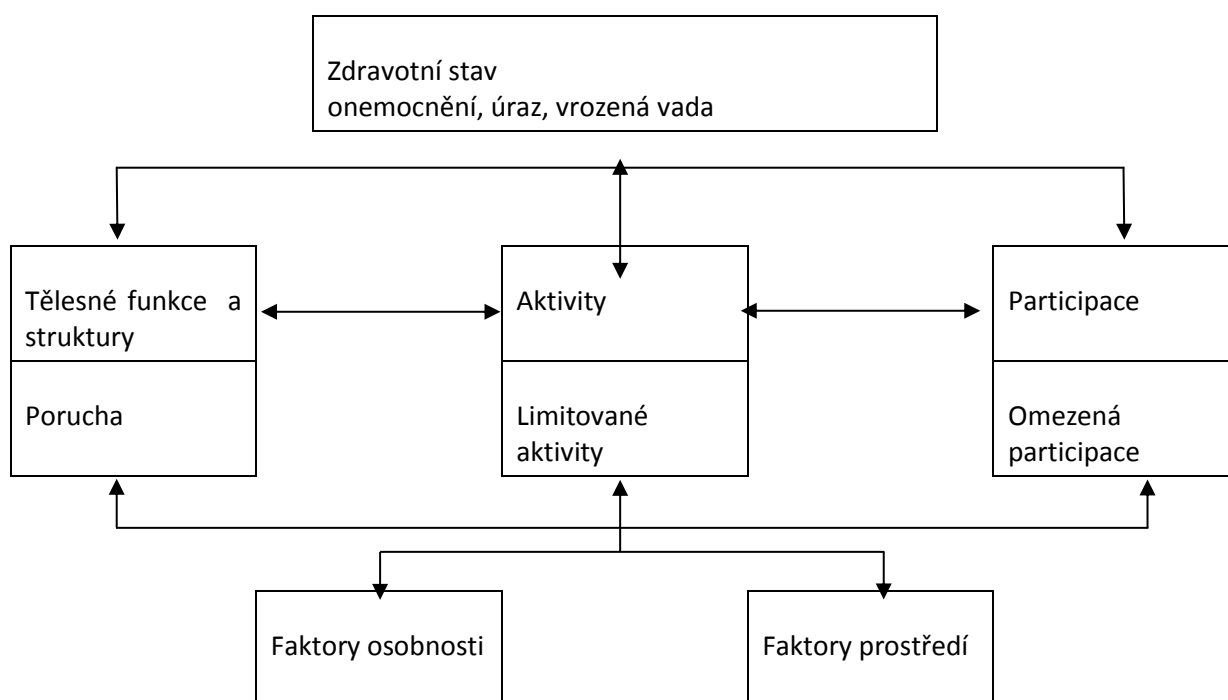 Zdravotní stav
onemocnění, úraz, vrozená vada
Tělesné funkce a
struktury
Aktivity
Participace
Porucha
Limitované
aktivity
Omezená
participace
Faktory osobnosti
Faktory prostředí